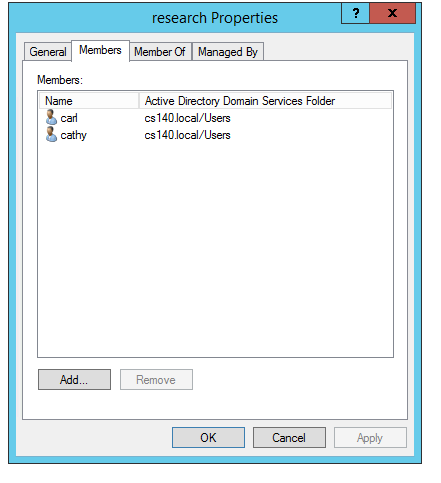 research Properties
?
x
General Members Member Of Managed By
Members:
Name Active Directory Domain Services Folder
carl cs140.local/Users
cathy cs140.local/Users
Add... Remove
OK Cancel Apply